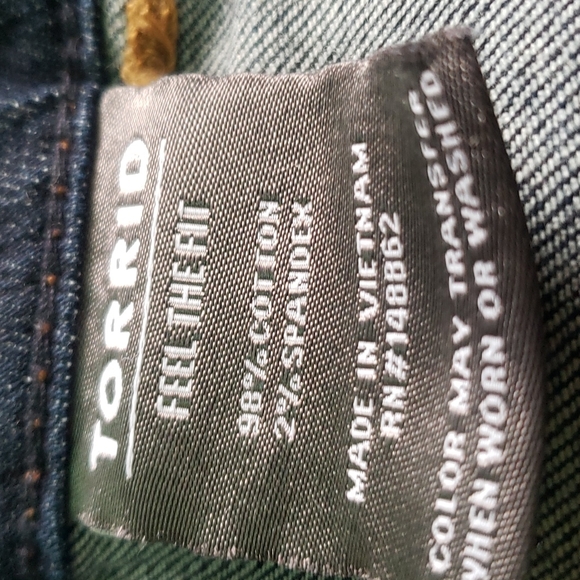 TORRID
FEEL THE FIT
98% COTTON
2% SPANDEX
MADE IN VIETNAM
RN#148862
COLOR MAY TRANSFER
WHEN WORN OR WASHED